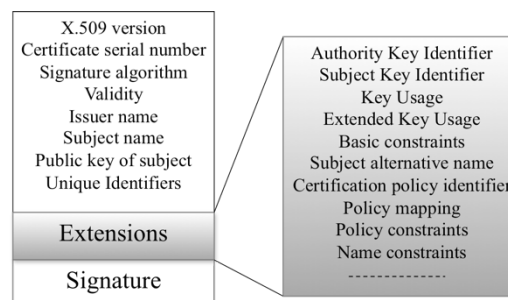 X.509 version
Certificate serial number
Signature algorithm
Validity
Issuer name
Subject name
Public key of subject
Unique Identifiers
Extensions
Signature
Authority Key Identifier
Subject Key Identifier
Key Usage
Extended Key Usage
Basic constraints
Subject alternative name
Certification policy identifier
Policy mapping
Policy constraints
Name constraints